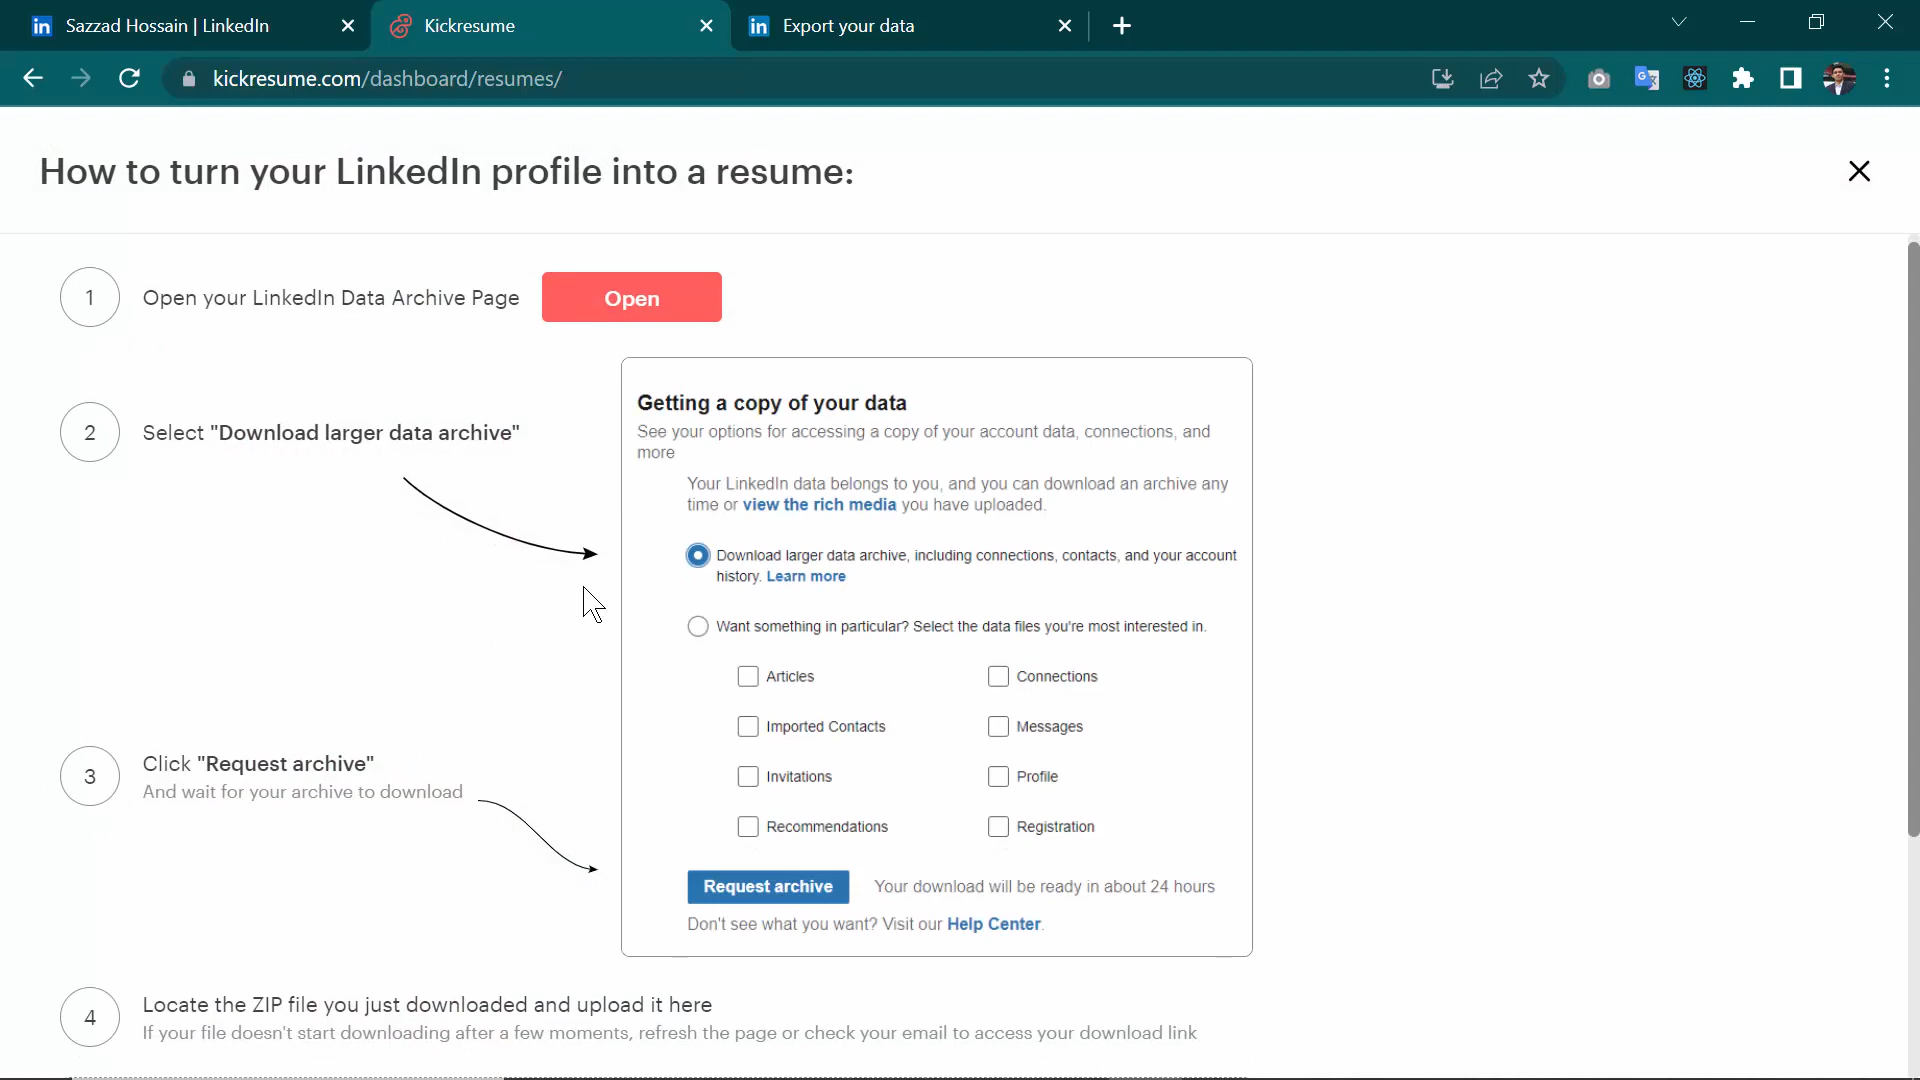 Sazzad Hossain | LinkedIn
Kickresume
Export your data
kickresume.com/dashboard/resumes/
How to turn your LinkedIn profile into a resume:
1
Open your LinkedIn Data Archive Page
Open
2
Select "Download larger data archive"
Getting a copy of your data
See your options for accessing a copy of your account data, connections, and
more
Your LinkedIn data belongs to you, and you can download an archive any
time or view the rich media you have uploaded.
Download larger data archive, including connections, contacts, and your account
history. Learn more
Want something in particular? Select the data files you're most interested in.
Articles
Connections
Imported Contacts
Messages
Invitations
Profile
Recommendations
Registration
3
Click "Request archive"
And wait for your archive to download
Request archive
Your download will be ready in about 24 hours
Don't see what you want? Visit our Help Center.
4
Locate the ZIP file you just downloaded and upload it here
If your file doesn't start downloading after a few moments, refresh the page or check your email to access your download link